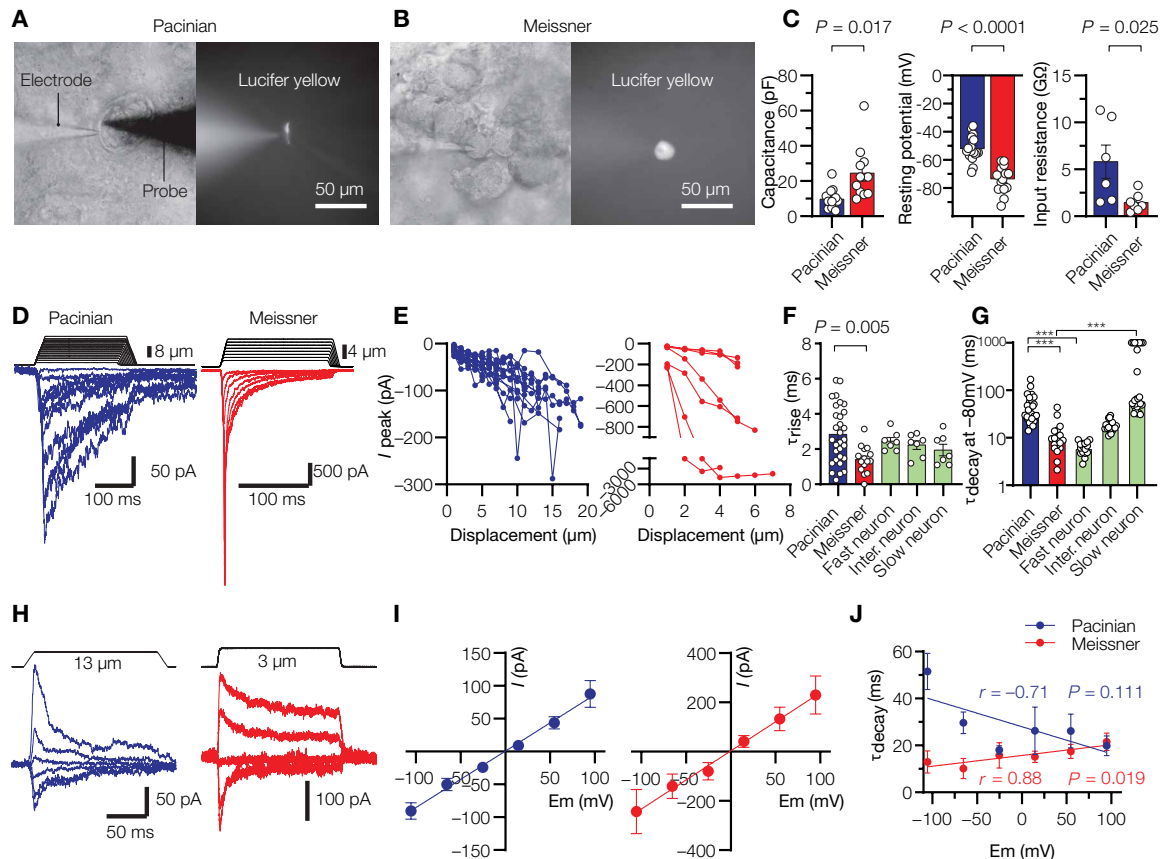 A
Pacinian
Electrode
Probe
Lucifer yellow
50 µm
B
Meissner
Lucifer yellow
50 µm
C
P = 0.017
Capacitance (pF)
80
60
40
20
0
Pacinian
Meissner
P < 0.0001
Resting potential (mV)
0
-20
-40
-60
-80
Pacinian
Meissner
P = 0.025
Input resistance (GΩ)
15
10
5
0
Pacinian
Meissner
D
Pacinian
8 µm
50 pA
100 ms
Meissner
4 µm
500 pA
100 ms
E
I peak (pA)
0
−100
−200
−300
0 5 10 15 20
Displacement (µm)
0
−200
−400
−600
−800
−3000
−6000
0 2 4 6 8
Displacement (µm)
F
P = 0.005
τrise (ms)
8
6
4
2
0
Pacinian
Meissner
Fast neuron
Inter. neuron
Slow neuron
G
τdecay at −80mV (ms)
1000
100
10
1
***
***
***
Pacinian
Meissner
Fast neuron
Inter. neuron
Slow neuron
H
13 µm
50 pA
50 ms
3 µm
100 pA
I
I (pA)
150
100
50
−50
−100
−150
−100 −50 50 100
Em (mV)
I (pA)
400
200
−200
−400
−100 −50 50 100
Em (mV)
J
Pacinian
Meissner
τdecay (ms)
60
40
20
0
r = −0.71 P = 0.111
r = 0.88 P = 0.019
−100 −50 0 50 100
Em (mV)